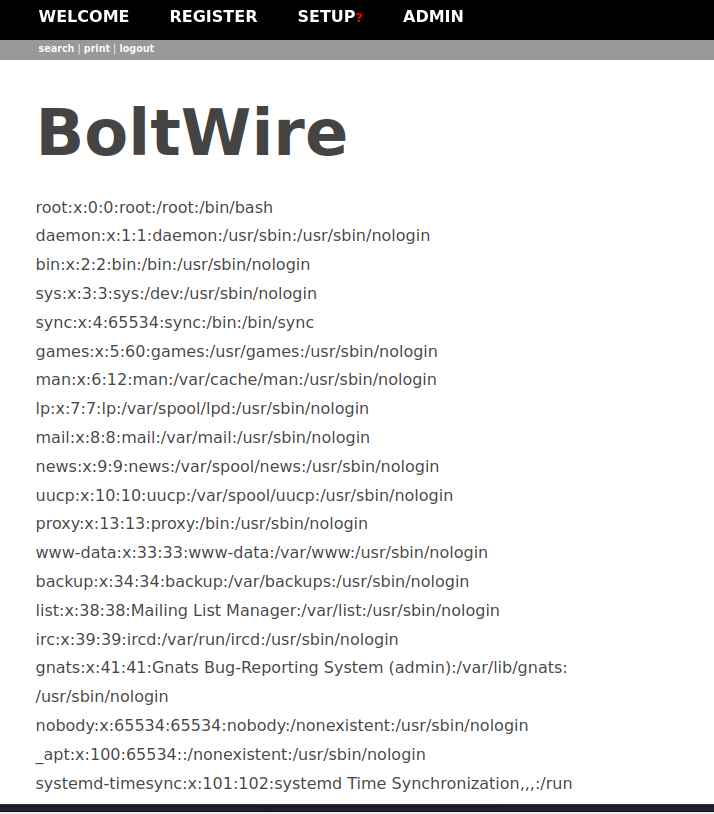 WELCOME REGISTER SETUP? ADMIN
search | print | logout
BoltWire
root:x:0:0:root:/root:/bin/bash
daemon:x:1:1:daemon:/usr/sbin:/usr/sbin/nologin
bin:x:2:2:bin:/bin:/usr/sbin/nologin
sys:x:3:3:sys:/dev:/usr/sbin/nologin
sync:x:4:65534:sync:/bin:/bin/sync
games:x:5:60:games:/usr/games:/usr/sbin/nologin
man:x:6:12:man:/var/cache/man:/usr/sbin/nologin
lp:x:7:7:lp:/var/spool/lpd:/usr/sbin/nologin
mail:x:8:8:mail:/var/mail:/usr/sbin/nologin
news:x:9:9:news:/var/spool/news:/usr/sbin/nologin
uucp:x:10:10:uucp:/var/spool/uucp:/usr/sbin/nologin
proxy:x:13:13:proxy:/bin:/usr/sbin/nologin
www-data:x:33:33:www-data:/var/www:/usr/sbin/nologin
backup:x:34:34:backup:/var/backups:/usr/sbin/nologin
list:x:38:38:Mailing List Manager:/var/list:/usr/sbin/nologin
irc:x:39:39:ircd:/var/run/ircd:/usr/sbin/nologin
gnats:x:41:41:Gnats Bug-Reporting System (admin):/var/lib/gnats:
/usr/sbin/nologin
nobody:x:65534:65534:nobody:/nonexistent:/usr/sbin/nologin
_apt:x:100:65534::/nonexistent:/usr/sbin/nologin
systemd-timesync:x:101:102:systemd Time Synchronization,,,:/run